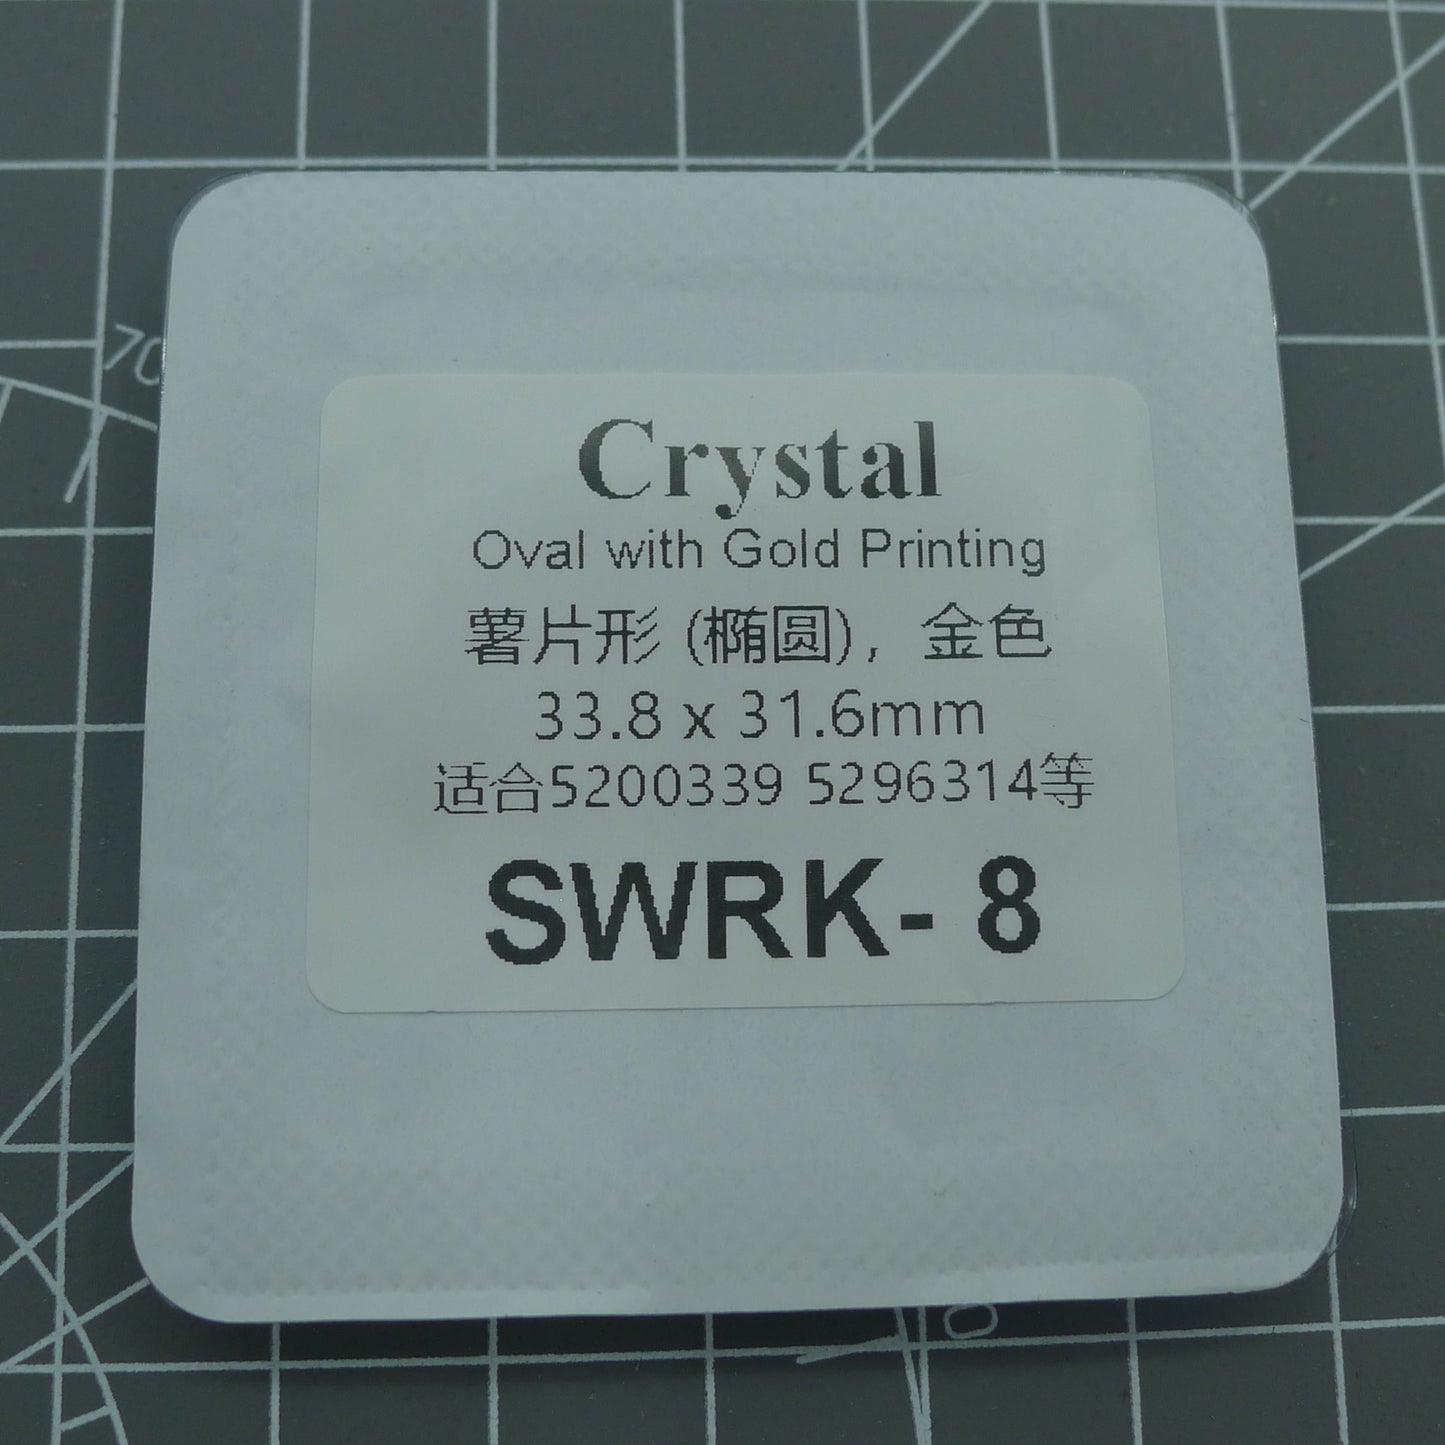 Crystal
Oval with Gold Printing
薯片形 (椭圆)，金色
33.8 x 31.6mm
适合5200339 5296314等
SWRK- 8
70